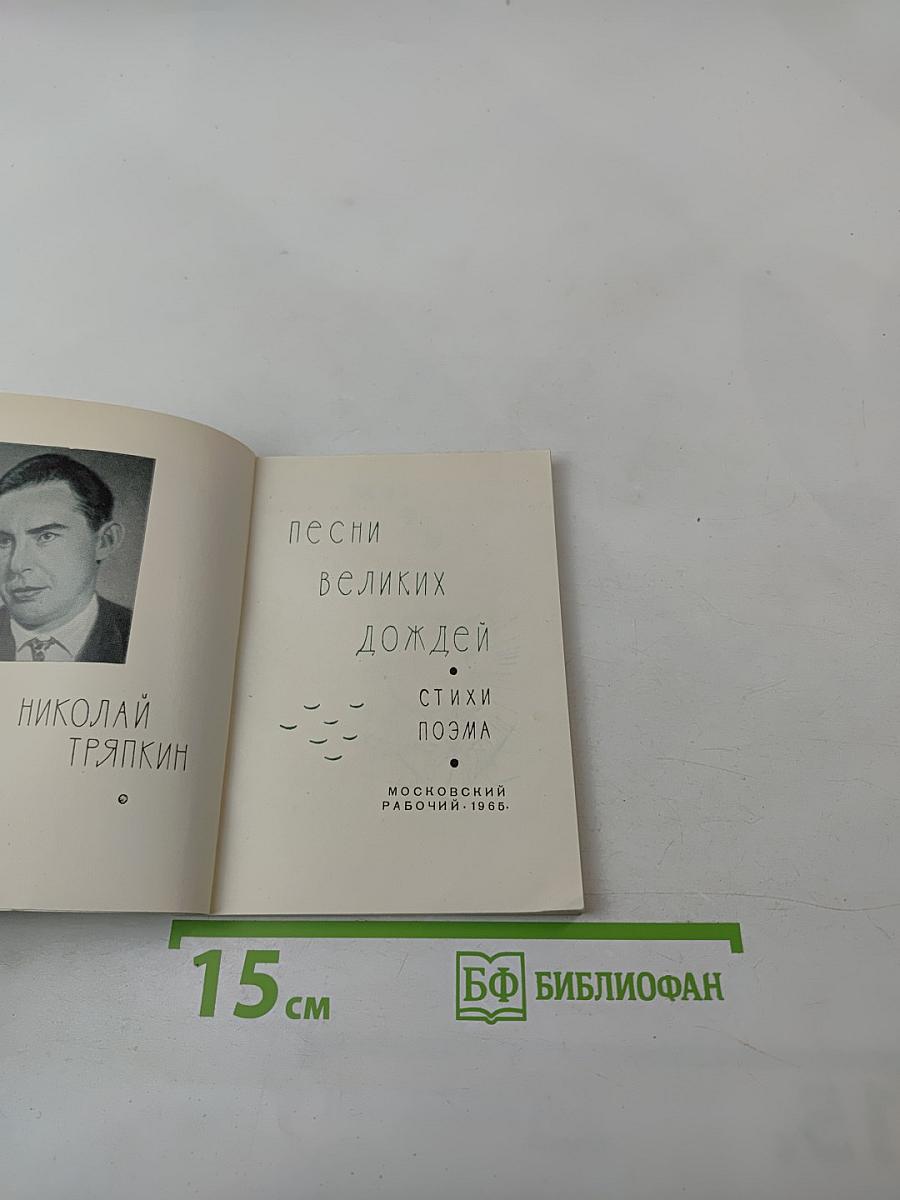 НИКОЛАЙ
ТРЯПКИН
песни
великих
дождей
СТИХИ
ПОЭМА
МОСКОВСКИЙ
РАБОЧИЙ·1965·
15 см
БФ БИБЛИОФАН